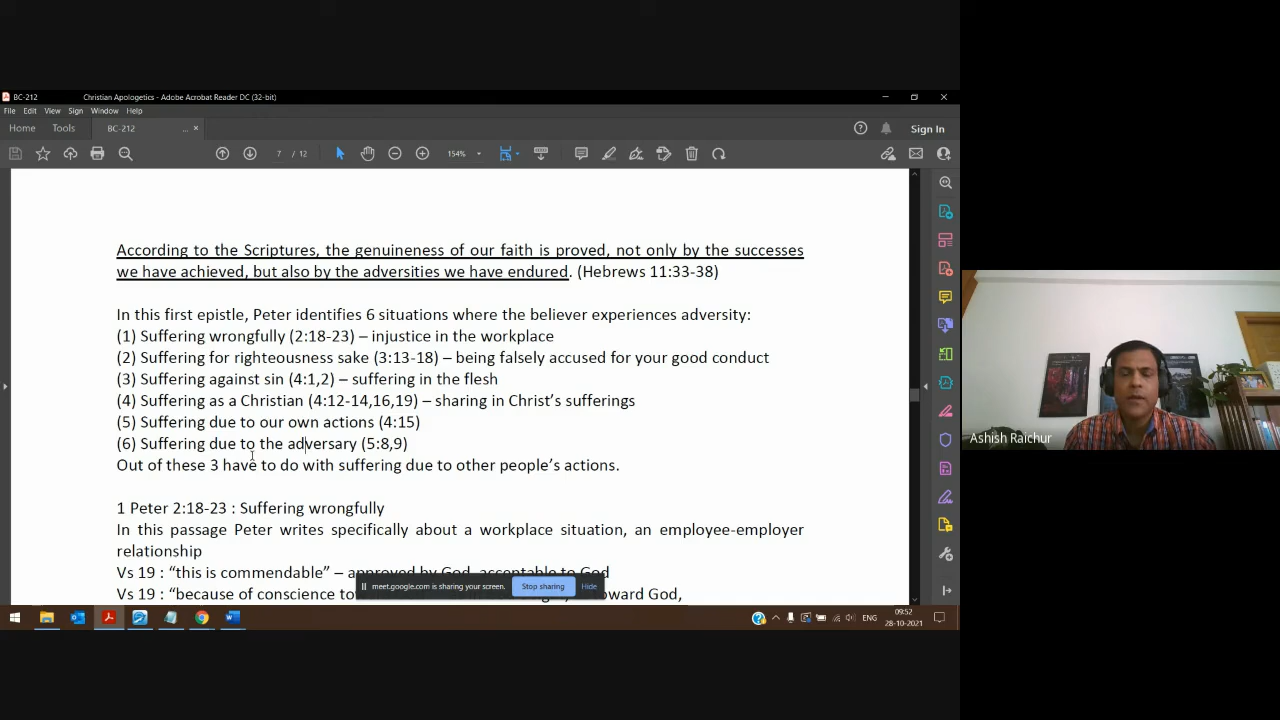 BC-212 Christian Apologetics - Adobe Acrobat Reader DC (32-bit)
File Edit View Sign Window Help
Home Tools BC-212 ... × Sign In
7 / 12 154%
According to the Scriptures, the genuineness of our faith is proved, not only by the successes
we have achieved, but also by the adversities we have endured. (Hebrews 11:33-38)
In this first epistle, Peter identifies 6 situations where the believer experiences adversity:
(1) Suffering wrongfully (2:18-23) – injustice in the workplace
(2) Suffering for righteousness sake (3:13-18) – being falsely accused for your good conduct
(3) Suffering against sin (4:1,2) – suffering in the flesh
(4) Suffering as a Christian (4:12-14,16,19) – sharing in Christ’s sufferings
(5) Suffering due to our own actions (4:15)
(6) Suffering due to the adversary (5:8,9)
Out of these 3 have to do with suffering due to other people’s actions.
1 Peter 2:18-23 : Suffering wrongfully
In this passage Peter writes specifically about a workplace situation, an employee-employer
relationship
Vs 19 : “this is commendable” – approved by God, acceptable to God
Vs 19 : “because of conscience to oward God,
meet.google.com is sharing your screen. Stop sharing Hide
Ashish Raichur
ENG
09:52
28-10-2021